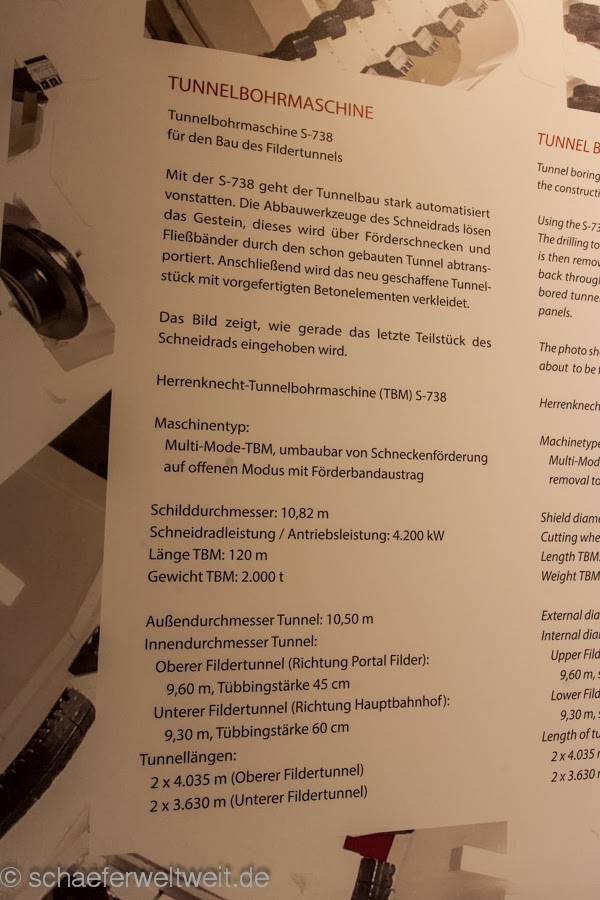 TUNNELBOHRMASCHINE
Tunnelbohrmaschine S-738
für den Bau des Fildertunnels
Mit der S-738 geht der Tunnelbau stark automatisiert
vonstatten. Die Abbauwerkzeuge des Schneidrads lösen
das Gestein, dieses wird über Förderschnecken und
Fließbänder durch den schon gebauten Tunnel abtrans-
portiert. Anschließend wird das neu geschaffene Tunnel-
stück mit vorgefertigten Betonelementen verkleidet.
Das Bild zeigt, wie gerade das letzte Teilstück des
Schneidrads eingehoben wird.
Herrenknecht-Tunnelbohrmaschine (TBM) S-738
Maschinentyp:
Multi-Mode-TBM, umbaubar von Schneckenförderung
auf offenen Modus mit Förderbandaustrag
Schilddurchmesser: 10,82 m
Schneidradleistung / Antriebsleistung: 4.200 kW
Länge TBM: 120 m
Gewicht TBM: 2.000 t
Außendurchmesser Tunnel: 10,50 m
Innendurchmesser Tunnel:
Oberer Fildertunnel (Richtung Portal Filder):
9,60 m, Tübbingstärke 45 cm
Unterer Fildertunnel (Richtung Hauptbahnhof):
9,30 m, Tübbingstärke 60 cm
Tunnellängen:
2 x 4.035 m (Oberer Fildertunnel)
2 x 3.630 m (Unterer Fildertunnel)
TUNNEL B
Tunnel boring
the constructi
Using the S-73
The drilling to
is then remov
back through
bored tunne
panels.
The photo sh
about to be
Herrenknecht
Machinetype
Multi-Mod
removal to
Shield diame
Cutting whe
Length TBM
Weight TBM
External dia
Internal dia
Upper Fild
9,60 m, s
Lower Fild
9,30 m, s
Length of tu
2 x 4.035 m
2 x 3.630 m
© schaeferweltweit.de